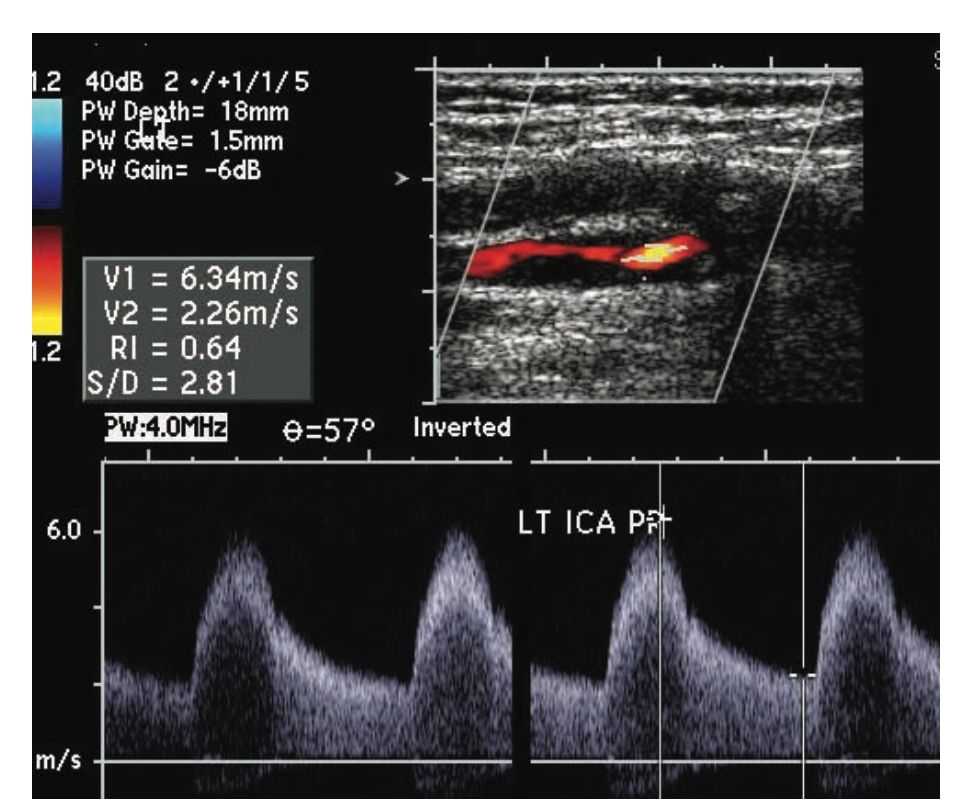 1.2 40dB 2 •/+1/1/5
PW Depth= 18mm
PW Gate= 1.5mm
PW Gain= -6dB
V1 = 6.34m/s
V2 = 2.26m/s
RI = 0.64
S/D = 2.81
1.2
PW:4.0MHz θ=57° Inverted
6.0
LT ICA PR
m/s